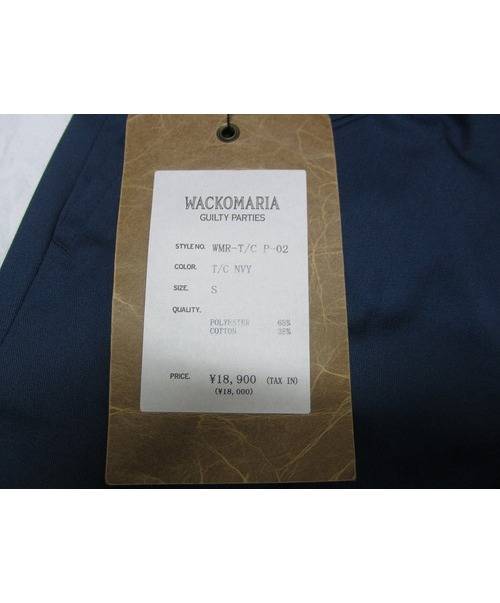 WACKOMARIA
GUILTY PARTIES
STYLE NO. WMR-T/C P-02
COLOR. T/C NVY
SIZE. S
QUALITY.
POLYESTER 65%
COTTON 35%
PRICE. ¥18,900 (TAX IN)
(¥18,000)